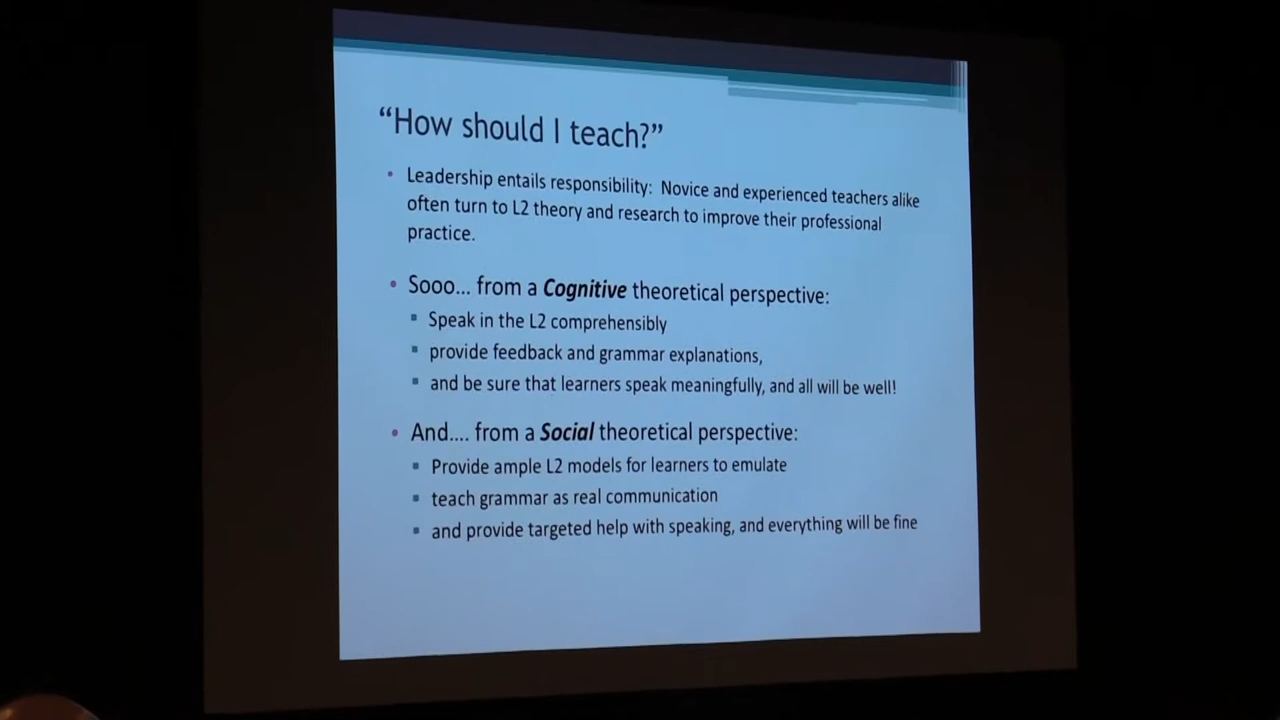 “How should I teach?”
• Leadership entails responsibility: Novice and experienced teachers alike
often turn to L2 theory and research to improve their professional
practice.
• Sooo... from a Cognitive theoretical perspective:
▪ Speak in the L2 comprehensibly
▪ provide feedback and grammar explanations,
▪ and be sure that learners speak meaningfully, and all will be well!
• And.... from a Social theoretical perspective:
▪ Provide ample L2 models for learners to emulate
▪ teach grammar as real communication
▪ and provide targeted help with speaking, and everything will be fine